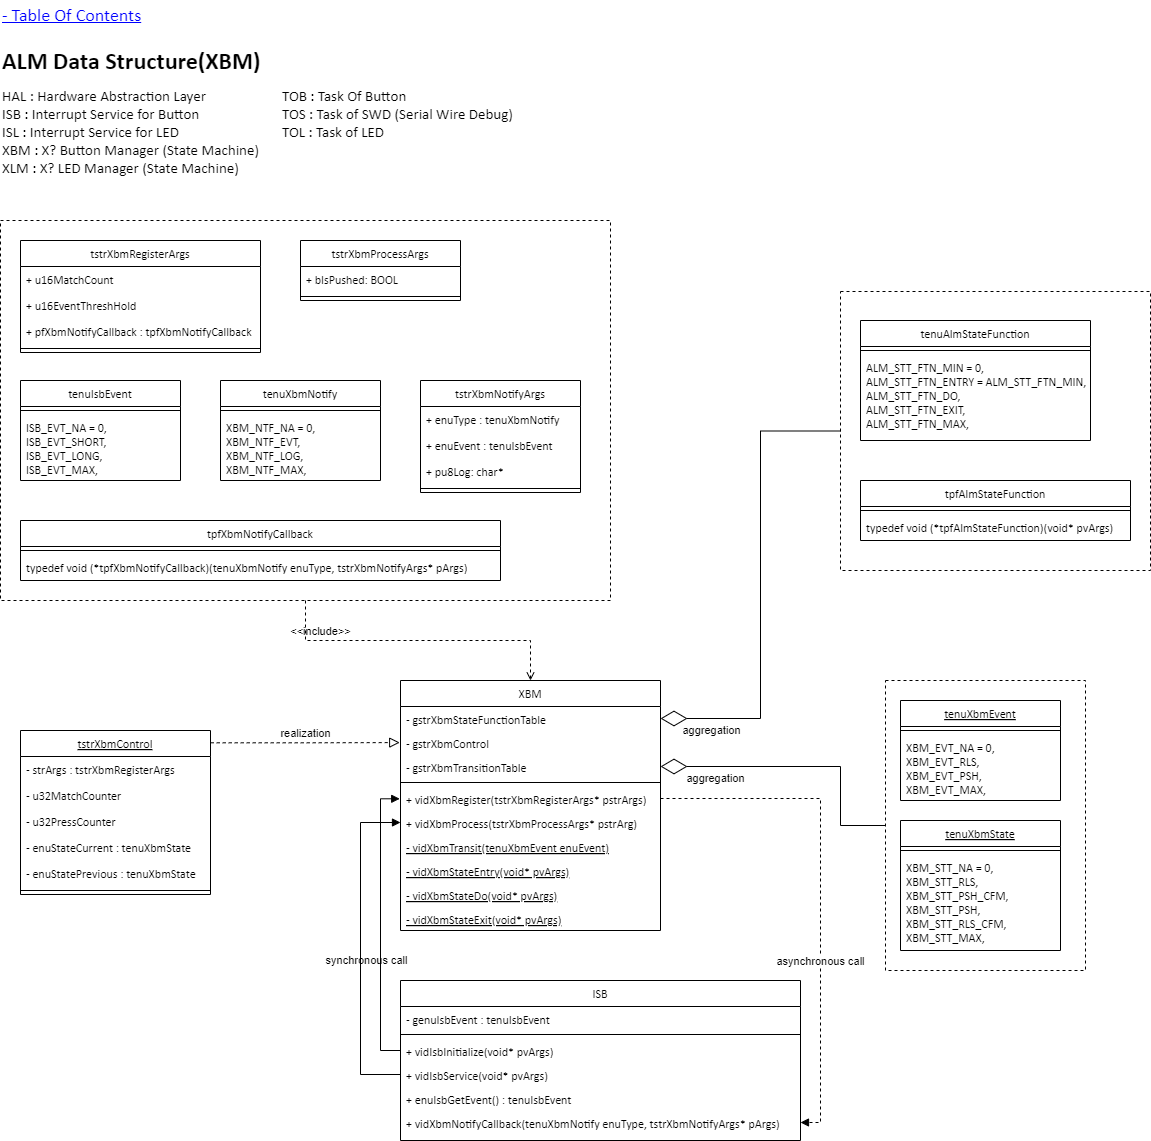 - Table Of Contents
ALM Data Structure(XBM)
HAL : Hardware Abstraction Layer
ISB : Interrupt Service for Button
ISL : Interrupt Service for LED
XBM : X? Button Manager (State Machine)
XLM : X? LED Manager (State Machine)
TOB : Task Of Button
TOS : Task of SWD (Serial Wire Debug)
TOL : Task of LED
tstrXbmRegisterArgs
+ u16MatchCount
+ u16EventThreshHold
+ pfXbmNotifyCallback : tpfXbmNotifyCallback
tstrXbmProcessArgs
+ bIsPushed: BOOL
tenuIsbEvent
ISB_EVT_NA = 0,
ISB_EVT_SHORT,
ISB_EVT_LONG,
ISB_EVT_MAX,
tenuXbmNotify
XBM_NTF_NA = 0,
XBM_NTF_EVT,
XBM_NTF_LOG,
XBM_NTF_MAX,
tstrXbmNotifyArgs
+ enuType : tenuXbmNotify
+ enuEvent : tenuIsbEvent
+ pu8Log: char*
tpfXbmNotifyCallback
typedef void (*tpfXbmNotifyCallback)(tenuXbmNotify enuType, tstrXbmNotifyArgs* pArgs)
tenuAlmStateFunction
ALM_STT_FTN_MIN = 0,
ALM_STT_FTN_ENTRY = ALM_STT_FTN_MIN,
ALM_STT_FTN_DO,
ALM_STT_FTN_EXIT,
ALM_STT_FTN_MAX,
tpfAlmStateFunction
typedef void (*tpfAlmStateFunction)(void* pvArgs)
<<include>>
XBM
- gstrXbmStateFunctionTable
- gstrXbmControl
- gstrXbmTransitionTable
+ vidXbmRegister(tstrXbmRegisterArgs* pstrArgs)
+ vidXbmProcess(tstrXbmProcessArgs* pstrArg)
- vidXbmTransit(tenuXbmEvent enuEvent)
- vidXbmStateEntry(void* pvArgs)
- vidXbmStateDo(void* pvArgs)
- vidXbmStateExit(void* pvArgs)
realization
tstrXbmControl
- strArgs : tstrXbmRegisterArgs
- u32MatchCounter
- u32PressCounter
- enuStateCurrent : tenuXbmState
- enuStatePrevious : tenuXbmState
aggregation
aggregation
tenuXbmEvent
XBM_EVT_NA = 0,
XBM_EVT_RLS,
XBM_EVT_PSH,
XBM_EVT_MAX,
tenuXbmState
XBM_STT_NA = 0,
XBM_STT_RLS,
XBM_STT_PSH_CFM,
XBM_STT_PSH,
XBM_STT_RLS_CFM,
XBM_STT_MAX,
synchronous call
asynchronous call
ISB
- genuIsbEvent : tenuIsbEvent
+ vidIsbInitialize(void* pvArgs)
+ vidIsbService(void* pvArgs)
+ enuIsbGetEvent() : tenuIsbEvent
+ vidXbmNotifyCallback(tenuXbmNotify enuType, tstrXbmNotifyArgs* pArgs)